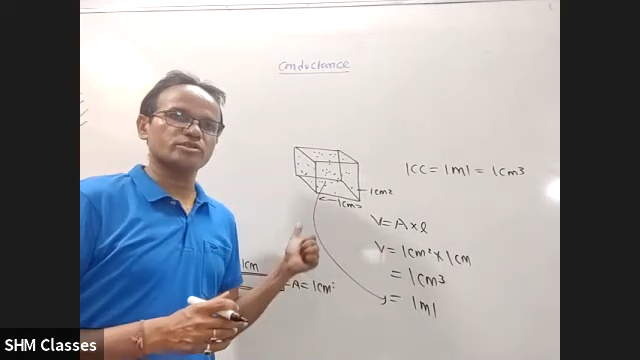 Conductance
1CC = 1ml = 1cm3
1cm2
1cm
V = A x l
V = 1cm² x 1cm
= 1cm3
= 1ml
1cm
A = 1cm²
SHM Classes